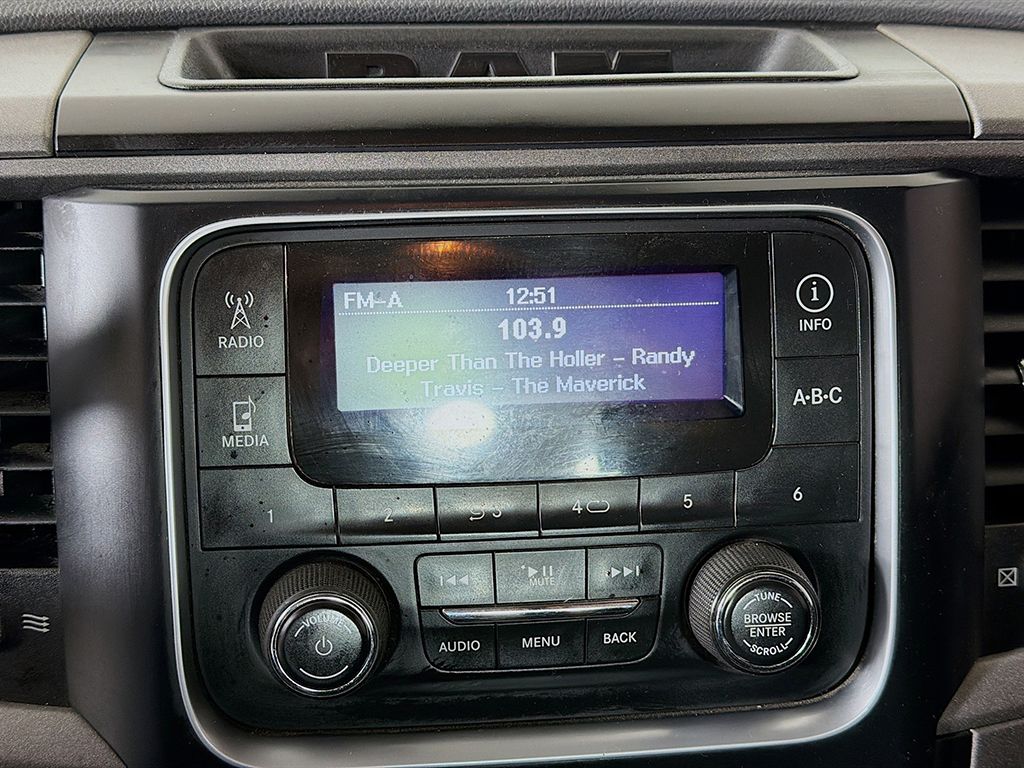 RAM
FM-A 12:51
103.9
Deeper Than The Holler - Randy
Travis - The Maverick
RADIO
MEDIA
INFO
A·B·C
1 2 3 4 5 6
MUTE
VOLUME
AUDIO MENU BACK
TUNE
BROWSE
ENTER
SCROLL